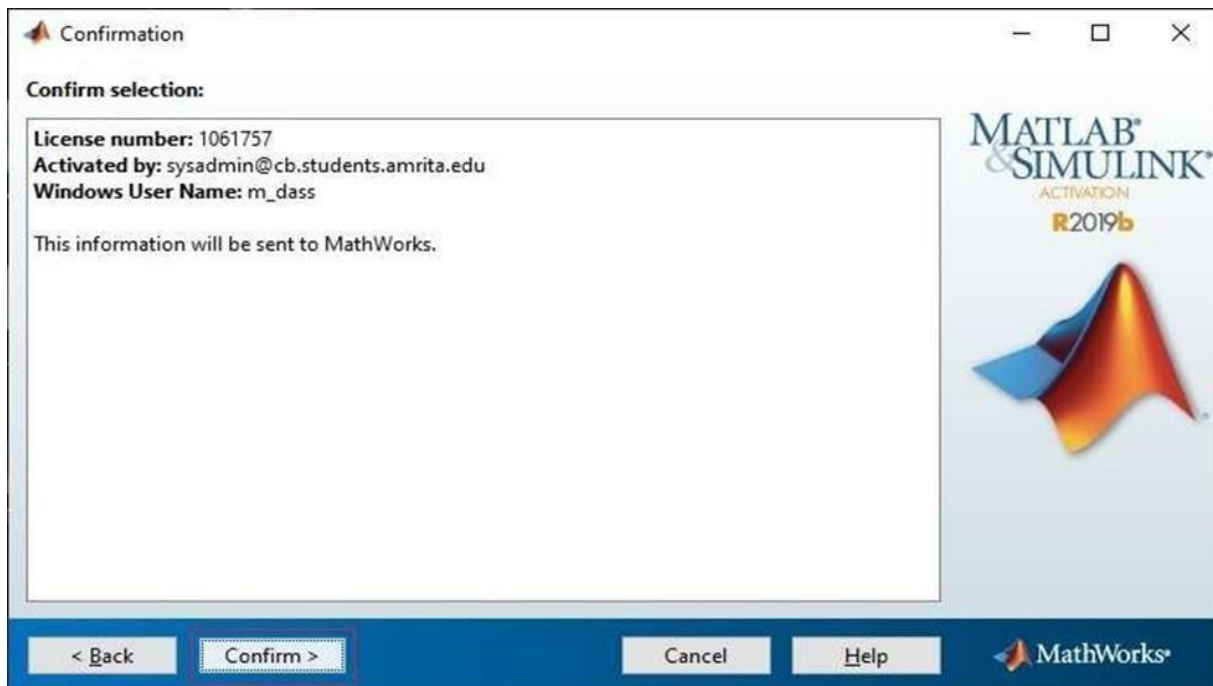 Confirmation
Confirm selection:
License number: 1061757
Activated by: sysadmin@cb.students.amrita.edu
Windows User Name: m_dass
This information will be sent to MathWorks.
MATLAB®
&SIMULINK®
ACTIVATION
R2019b
< Back
Confirm >
Cancel
Help
MathWorks®